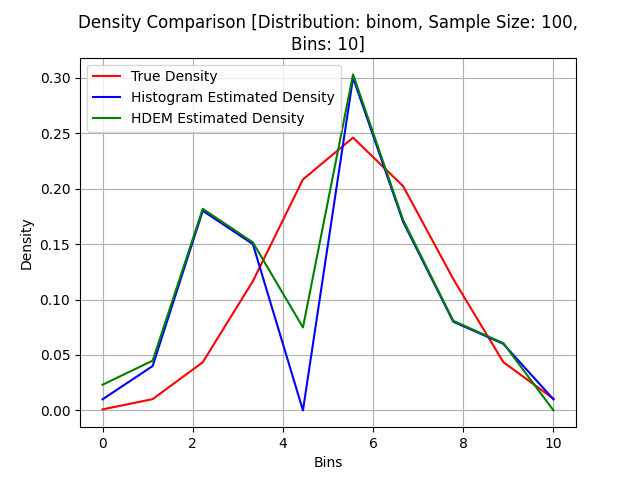 Density Comparison [Distribution: binom, Sample Size: 100,
Bins: 10]
True Density
Histogram Estimated Density
HDEM Estimated Density
Density
0.30
0.25
0.20
0.15
0.10
0.05
0.00
0 2 4 6 8 10
Bins